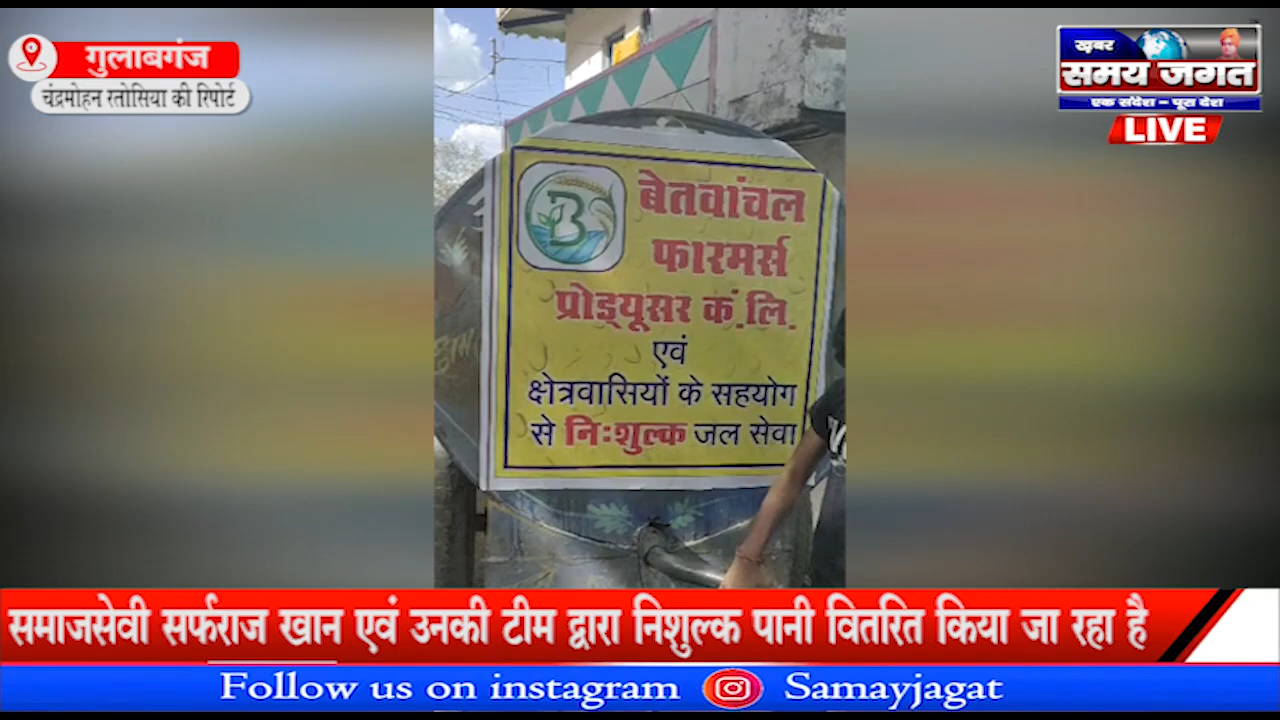 गुलाबगंज
चंद्रमोहन रतोसिया की रिपोर्ट
ख़बर
समय जगत
एक संदेश - पूरा देश
LIVE
B
बेतवांचल
फारमर्स
प्रोड्यूसर कं.लि.
एवं
क्षेत्रवासियों के सहयोग
से निःशुल्क जल सेवा
समाजसेवी सर्फराज खान एवं उनकी टीम द्वारा निशुल्क पानी वितरित किया जा रहा है
Follow us on instagram Samayjagat